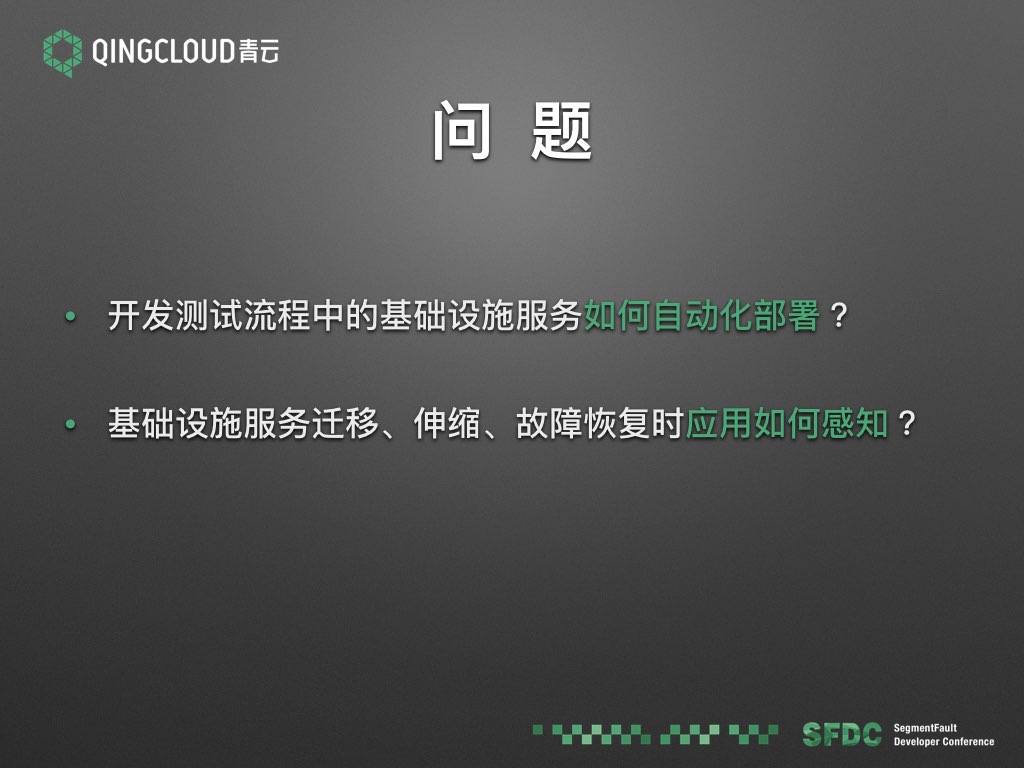 QINGCLOUD青云
问 题
• 开发测试流程中的基础设施服务如何自动化部署？
• 基础设施服务迁移、伸缩、故障恢复时应用如何感知？
SFDC
SegmentFault
Developer Conference